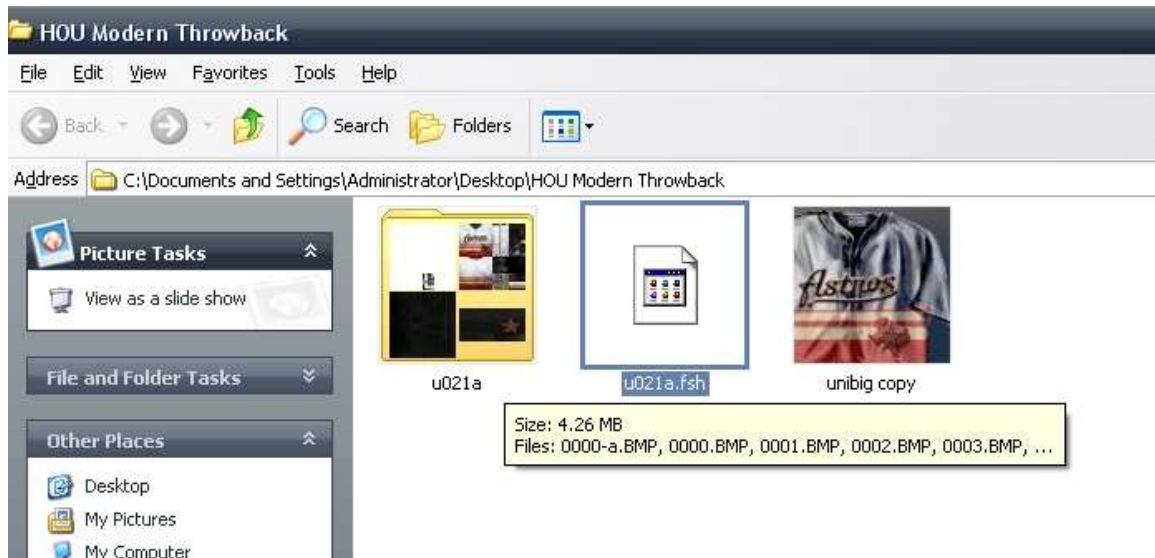 HOU Modern Throwback
File Edit View Favorites Tools Help
Back Search Folders
Address C:\Documents and Settings\Administrator\Desktop\HOU Modern Throwback
Picture Tasks
View as a slide show
File and Folder Tasks
Other Places
Desktop
My Pictures
My Computer
Astros
u021a
u021a.fsh
unibig copy
Size: 4.26 MB
Files: 0000-a.BMP, 0000.BMP, 0001.BMP, 0002.BMP, 0003.BMP, ...